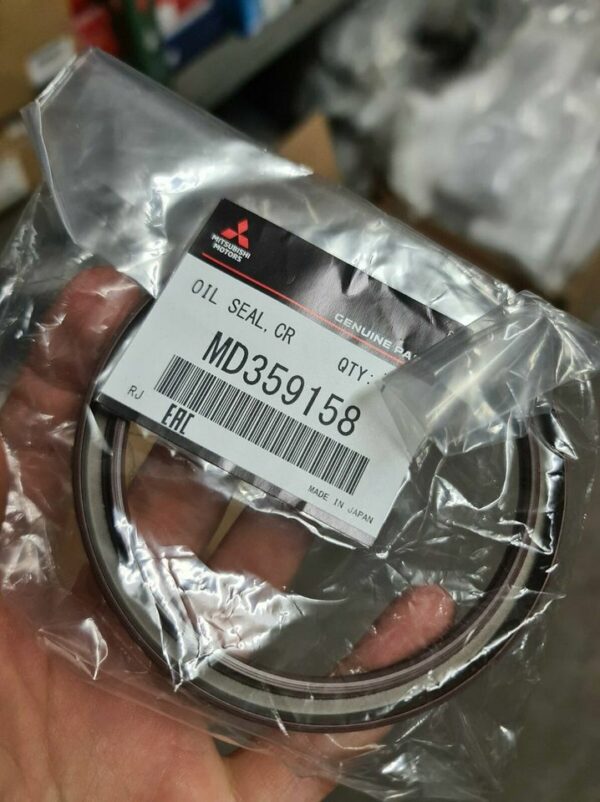 MITSUBISHI
MOTORS
GENUINE PA
OIL SEAL, CR
QTY:
MD359158
RJ
EAC
MADE IN JAPAN